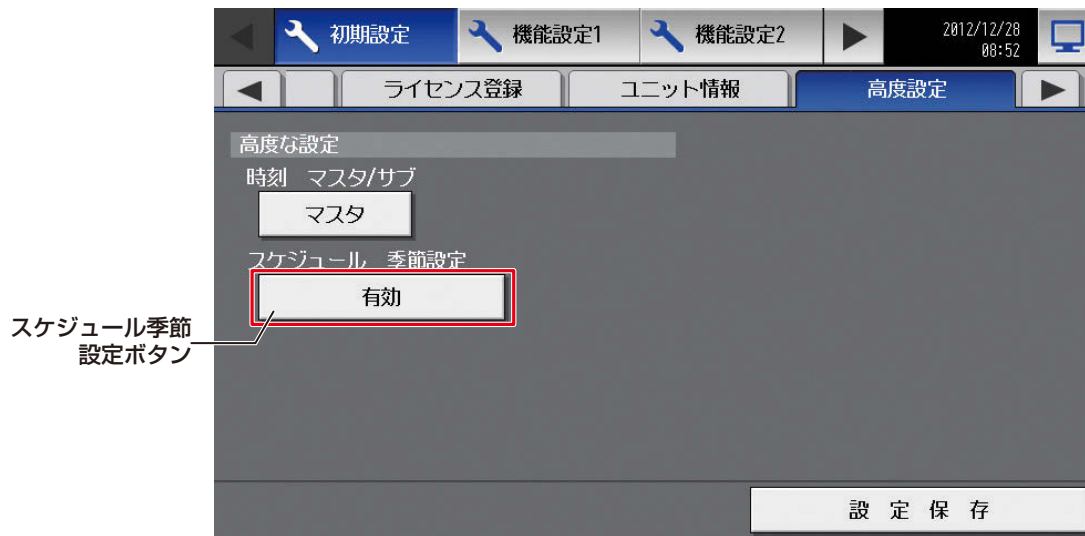 初期設定
機能設定1
機能設定2
2012/12/28
08:52
ライセンス登録
ユニット情報
高度設定
高度な設定
時刻 マスタ/サブ
マスタ
スケジュール 季節設定
有効
スケジュール季節
設定ボタン
設 定 保 存